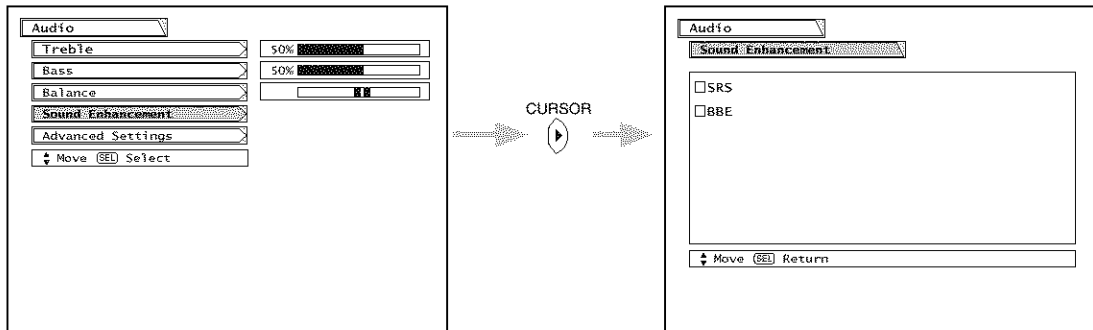 Audio
Treble 50%
Bass 50%
Balance
Sound Enhancement
Advanced Settings
Move SEL Select
CURSOR
Audio
Sound Enhancement
SRS
BBE
Move SEL Return